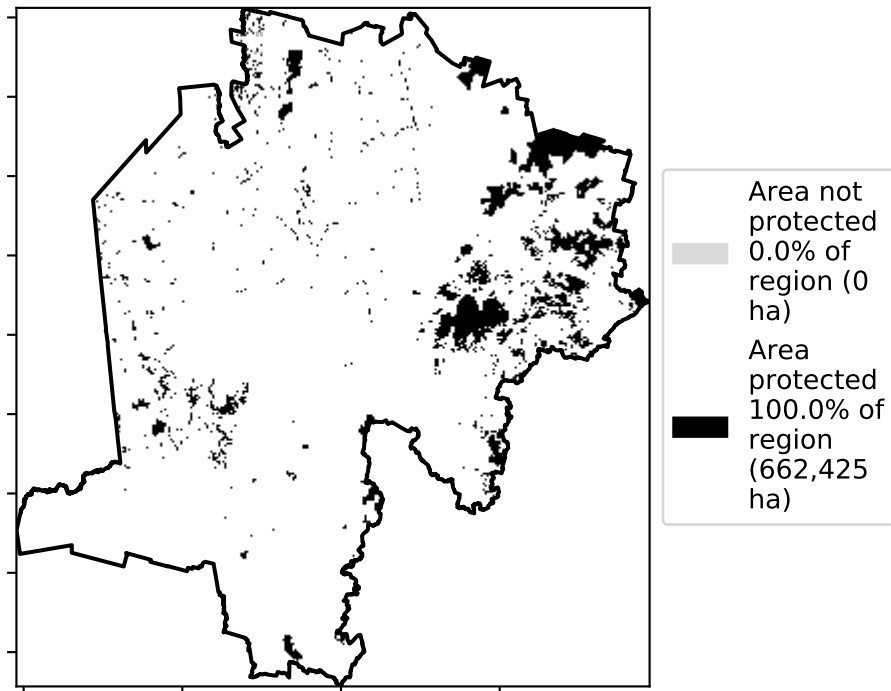 Area not
protected
0.0% of
region (0
ha)
Area
protected
100.0% of
region
(662,425
ha)